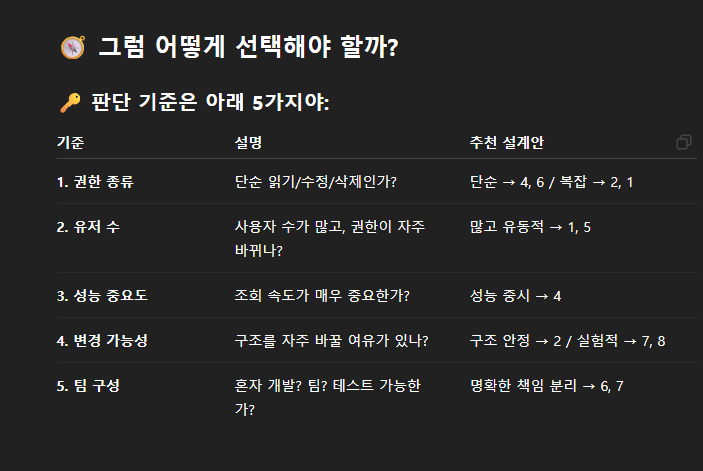 🧭 그럼 어떻게 선택해야 할까?
🔑 판단 기준은 아래 5가지야:
기준 설명 추천 설계안
1. 권한 종류 단순 읽기/수정/삭제인가? 단순 → 4, 6 / 복잡 → 2, 1
2. 유저 수 사용자 수가 많고, 권한이 자주
바뀌나? 많고 유동적 → 1, 5
3. 성능 중요도 조회 속도가 매우 중요한가? 성능 중시 → 4
4. 변경 가능성 구조를 자주 바꿀 여유가 있나? 구조 안정 → 2 / 실험적 → 7, 8
5. 팀 구성 혼자 개발? 팀? 테스트 가능한
가? 명확한 책임 분리 → 6, 7